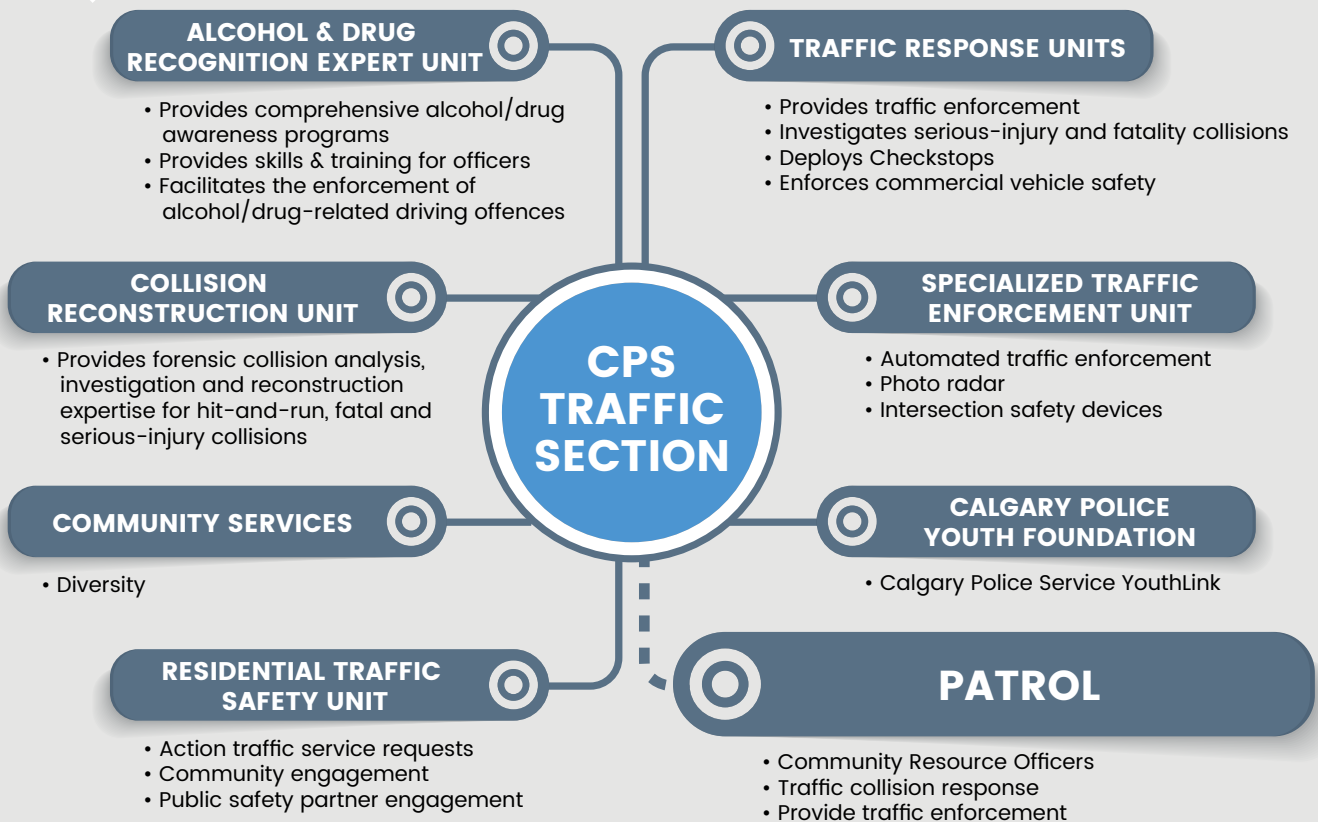 ALCOHOL & DRUG
RECOGNITION EXPERT UNIT
• Provides comprehensive alcohol/drug
awareness programs
• Provides skills & training for officers
• Facilitates the enforcement of
alcohol/drug-related driving offences
TRAFFIC RESPONSE UNITS
• Provides traffic enforcement
• Investigates serious-injury and fatality collisions
• Deploys Checkstops
• Enforces commercial vehicle safety
COLLISION
RECONSTRUCTION UNIT
• Provides forensic collision analysis,
investigation and reconstruction
expertise for hit-and-run, fatal and
serious-injury collisions
CPS
TRAFFIC
SECTION
SPECIALIZED TRAFFIC
ENFORCEMENT UNIT
• Automated traffic enforcement
• Photo radar
• Intersection safety devices
COMMUNITY SERVICES
• Diversity
CALGARY POLICE
YOUTH FOUNDATION
• Calgary Police Service YouthLink
RESIDENTIAL TRAFFIC
SAFETY UNIT
• Action traffic service requests
• Community engagement
• Public safety partner engagement
PATROL
• Community Resource Officers
• Traffic collision response
• Provide traffic enforcement